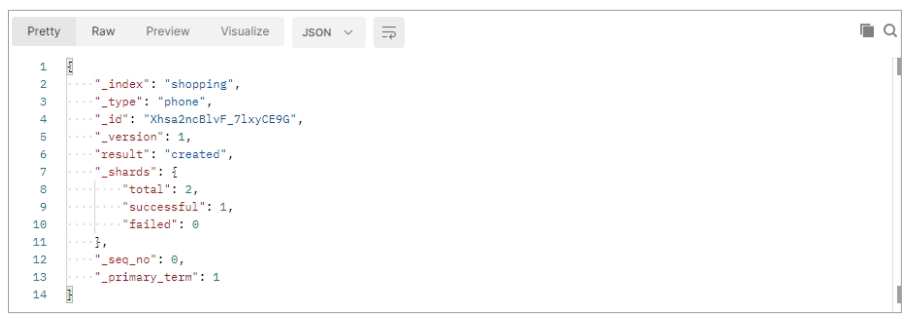 Pretty Raw Preview Visualize JSON
1 {
2 "_index": "shopping",
3 "_type": "phone",
4 "_id": "Xhsa2ncBlvF_7lxyCE9G",
5 "_version": 1,
6 "result": "created",
7 "_shards": {
8 "total": 2,
9 "successful": 1,
10 "failed": 0
11 },
12 "_seq_no": 0,
13 "_primary_term": 1
14 }